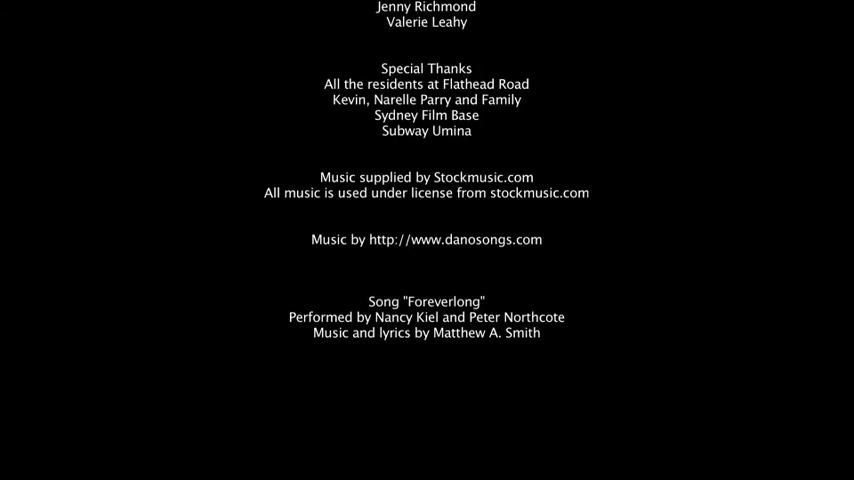 Jenny Richmond
Valerie Leahy
Special Thanks
All the residents at Flathead Road
Kevin, Narelle Parry and Family
Sydney Film Base
Subway Umina
Music supplied by Stockmusic.com
All music is used under license from stockmusic.com
Music by http://www.danosongs.com
Song "Foreverlong"
Performed by Nancy Kiel and Peter Northcote
Music and lyrics by Matthew A. Smith